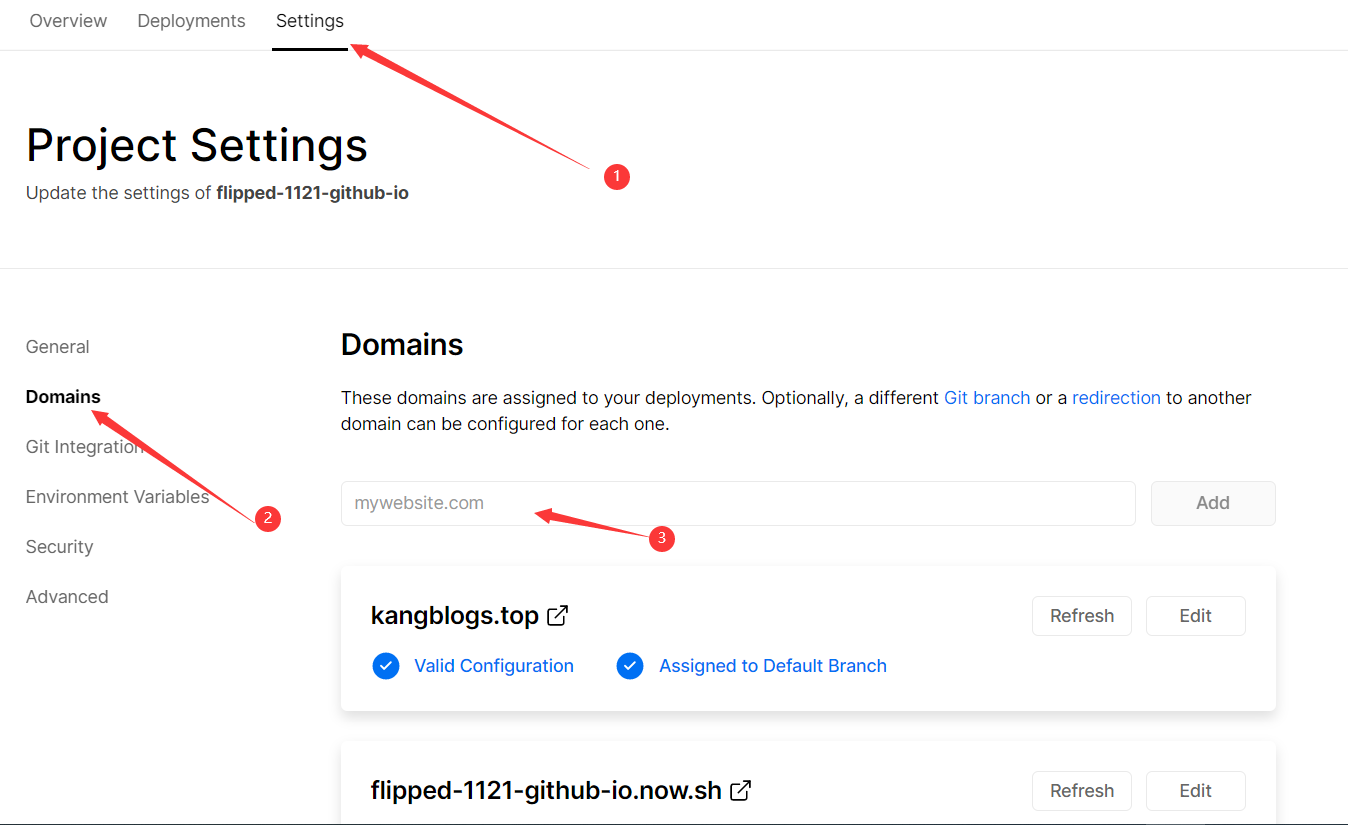 Overview Deployments Settings
1
Project Settings
Update the settings of flipped-1121-github-io
General
Domains
Git Integration
Environment Variables
2
Security
Advanced
Domains
These domains are assigned to your deployments. Optionally, a different Git branch or a redirection to another
domain can be configured for each one.
mywebsite.com Add
3
kangblogs.top Refresh Edit
Valid Configuration Assigned to Default Branch
flipped-1121-github-io.now.sh Refresh Edit